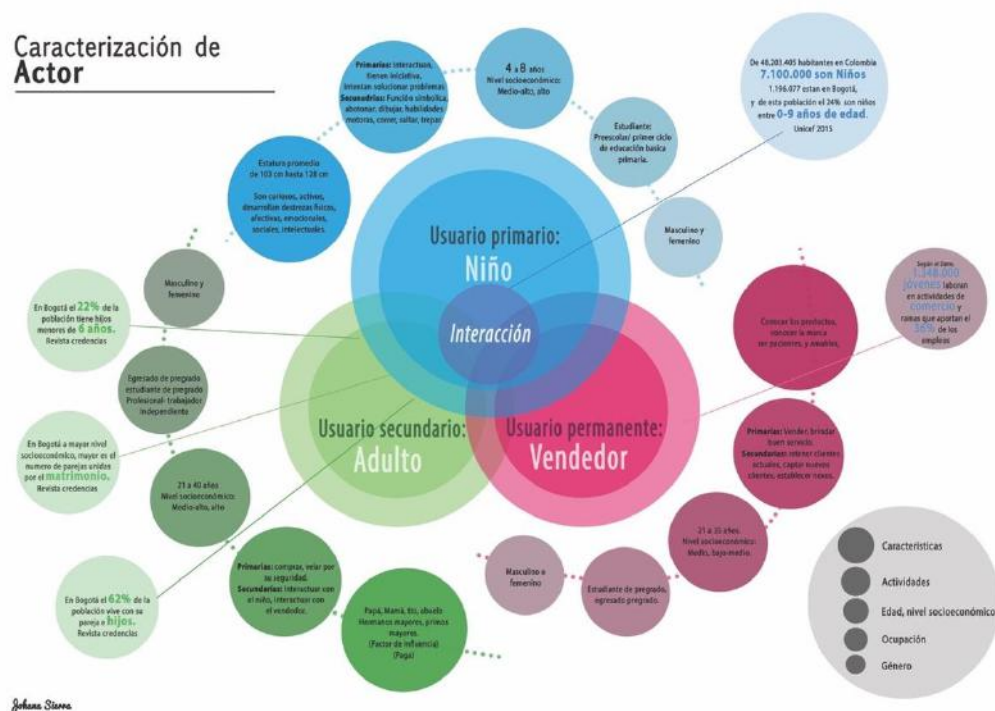 Caracterización de
Actor
Primarias: Interactuan,
tienen iniciativa,
intentan solucionar problemas
Secundarias: Función simbolica,
abotonar, dibujar, habilidades
motoras, comer, saltar, trepar
4 a 8 años
Nivel socioeconómico:
Medio-alto, alto
De 48.203.405 habitantes en Colombia
7.100.000 son Niños
1.196.077 estan en Bogotá,
y de esta población el 24% son niños
entre 0-9 años de edad.
Unicef 2015
Estudiante:
Preescolar/ primer ciclo
de educación basica
primaria.
Estatura promedio
de 103 cm hasta 128 cm
Son curiosos, activos,
desarrollan destrezas físicas,
afectivas, emocionales,
sociales, intelectuales.
Masculino y
femenino
Usuario primario:
Niño
Interacción
Usuario secundario:
Adulto
Usuario permanente:
Vendedor
Masculino y
femenino
En Bogotá el 22% de la
población tiene hijos
menores de 6 años.
Revista credencias
Egresado de pregrado
estudiante de pregrado
Profesional- trabajador
Independiente
En Bogotá a mayor nivel
socioeconómico, mayor es el
numero de parejas unidas
por el matrimonio.
Revista credencias
21 a 40 años
Nivel socioeconómico:
Medio-alto, alto
En Bogotá el 62% de la
población vive con su
pareja e hijos.
Revista credencias
Primarias: compras, velar por
su seguridad.
Secundarias: Interactuar con
el niño, interactuar con
el vendedor.
Papá, Mamá, tío, abuelo
Hermanos mayores, primos
mayores.
(Factor de influencia)
(Paga)
Según el Dane,
1.348.000
jóvenes laboran
en actividades de
comercio y
ramas que aportan el
36% de los
empleos
Conocer los productos,
conocer la marca
ser pacientes, y amables,
Primarias: Vender, brindar
buen servicio.
Secundarias: retener clientes
actuales, captar nuevos
clientes, establecer nexos.
21 a 35 años.
Nivel socioeconómico:
Medio, bajo-medio.
Estudiante de pregrado,
egresado pregrado.
Masculino o
femenino
Características
Actividades
Edad, nivel socioeconómico
Ocupación
Género
Johana Sierra